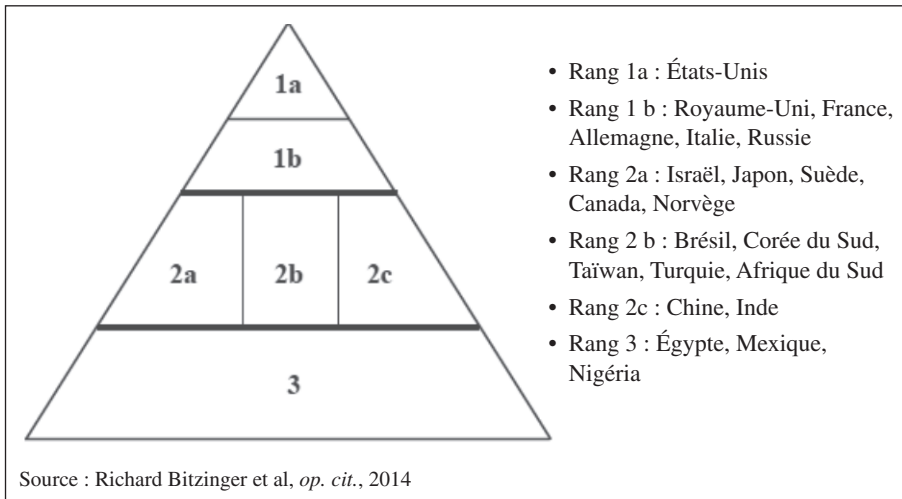 1a
1b
2a 2b 2c
3
• Rang 1a : États-Unis
• Rang 1 b : Royaume-Uni, France,
Allemagne, Italie, Russie
• Rang 2a : Israël, Japon, Suède,
Canada, Norvège
• Rang 2 b : Brésil, Corée du Sud,
Taïwan, Turquie, Afrique du Sud
• Rang 2c : Chine, Inde
• Rang 3 : Égypte, Mexique,
Nigéria
Source : Richard Bitzinger et al, op. cit., 2014